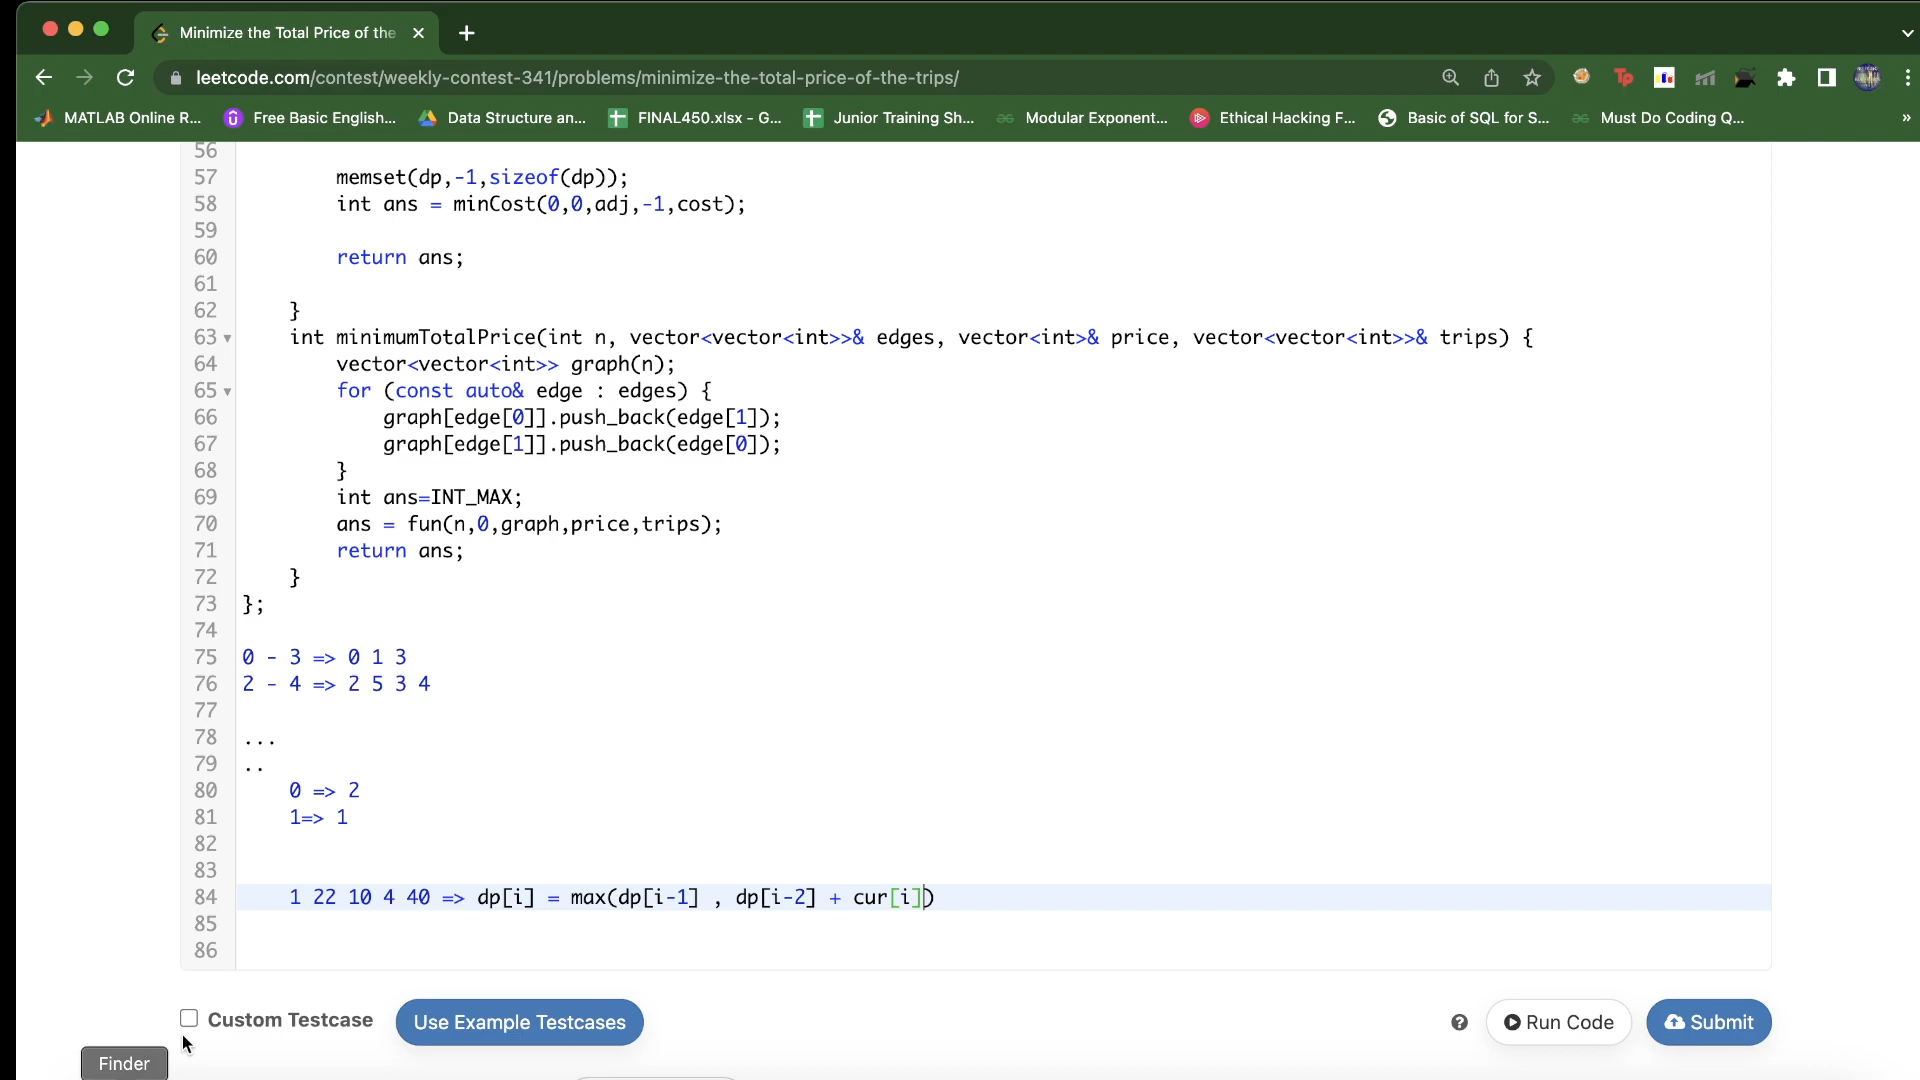 Minimize the Total Price of the
leetcode.com/contest/weekly-contest-341/problems/minimize-the-total-price-of-the-trips/
MATLAB Online R... Free Basic English... Data Structure an... FINAL450.xlsx - G... Junior Training Sh... Modular Exponent... Ethical Hacking F... Basic of SQL for S... Must Do Coding Q... »
56
57 memset(dp,-1,sizeof(dp));
58 int ans = minCost(0,0,adj,-1,cost);
59
60 return ans;
61
62 }
63 int minimumTotalPrice(int n, vector<vector<int>>& edges, vector<int>& price, vector<vector<int>>& trips) {
64 vector<vector<int>> graph(n);
65 for (const auto& edge : edges) {
66 graph[edge[0]].push_back(edge[1]);
67 graph[edge[1]].push_back(edge[0]);
68 }
69 int ans=INT_MAX;
70 ans = fun(n,0,graph,price,trips);
71 return ans;
72 }
73 };
74
75 0 - 3 => 0 1 3
76 2 - 4 => 2 5 3 4
77
78 ...
79 ..
80 0 => 2
81 1=> 1
82
83
84 1 22 10 4 40 => dp[i] = max(dp[i-1] , dp[i-2] + cur[i])
85
86
Custom Testcase Use Example Testcases ? Run Code Submit
Finder